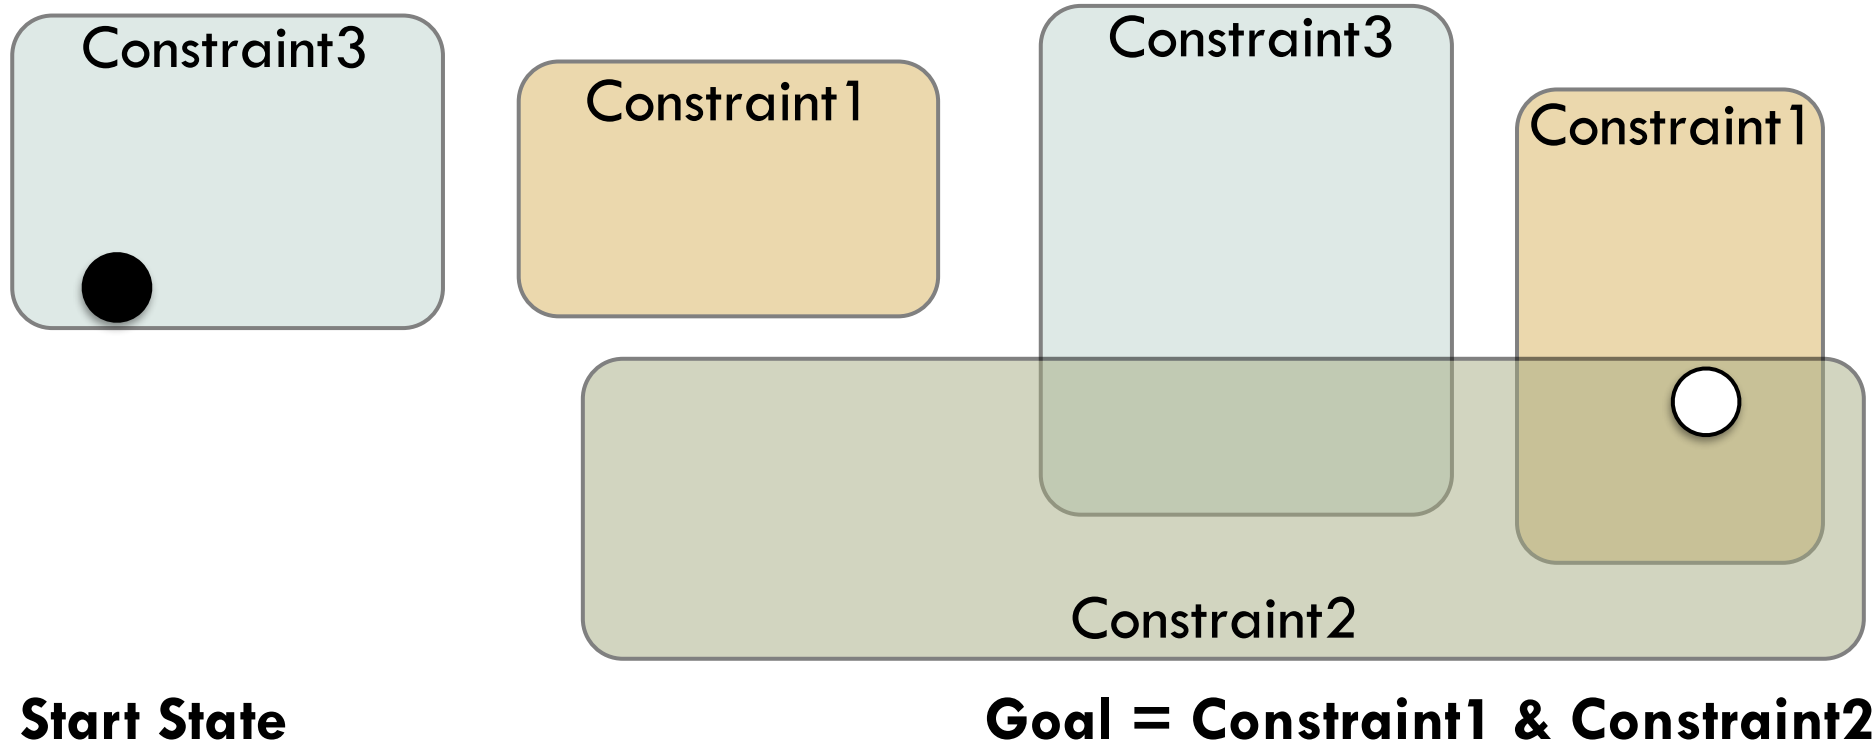 Constraint3
Constraint1
Constraint3
Constraint1
Constraint2
Start State
Goal = Constraint1 & Constraint2